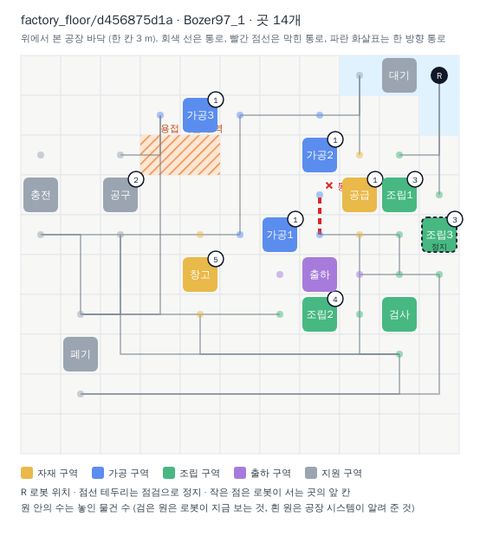 factory_floor/d456875d1a · Bozer97_1 · 곳 14개
위에서 본 공장 바닥 (한 칸 3 m). 회색 선은 통로, 빨간 점선은 막힌 통로, 파란 화살표는 한 방향 통로
대기
R
1
가공3
용접 역
1
가공2
충전
2
공구
1
공급
3
조립1
1
가공1
3
조립3
정지
5
창고
출하
4
조립2
검사
폐기
자재 구역
가공 구역
조립 구역
출하 구역
지원 구역
R 로봇 위치 · 점선 테두리는 점검으로 정지 · 작은 점은 로봇이 서는 곳의 앞 칸
원 안의 수는 놓인 물건 수 (검은 원은 로봇이 지금 보는 것, 흰 원은 공장 시스템이 알려 준 것)